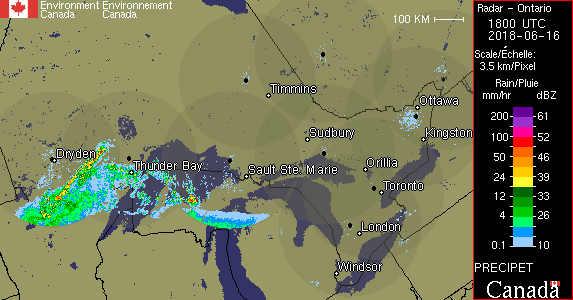 Environment Environnement
Canada Canada
100 KM
Timmins
Ottawa
Sudbury
Kingston
Dryden
Thunder Bay
Sault Ste. Marie
Orillia
Toronto
London
Windsor
Radar - Ontario
1800 UTC
2018-06-16
Scale/Échelle:
3.5 km/Pixel
Rain/Pluie
mm/hr dBZ
200 61
100 52
50 46
24 39
12 33
4 26
0.1 10
PRECIPET
Canada